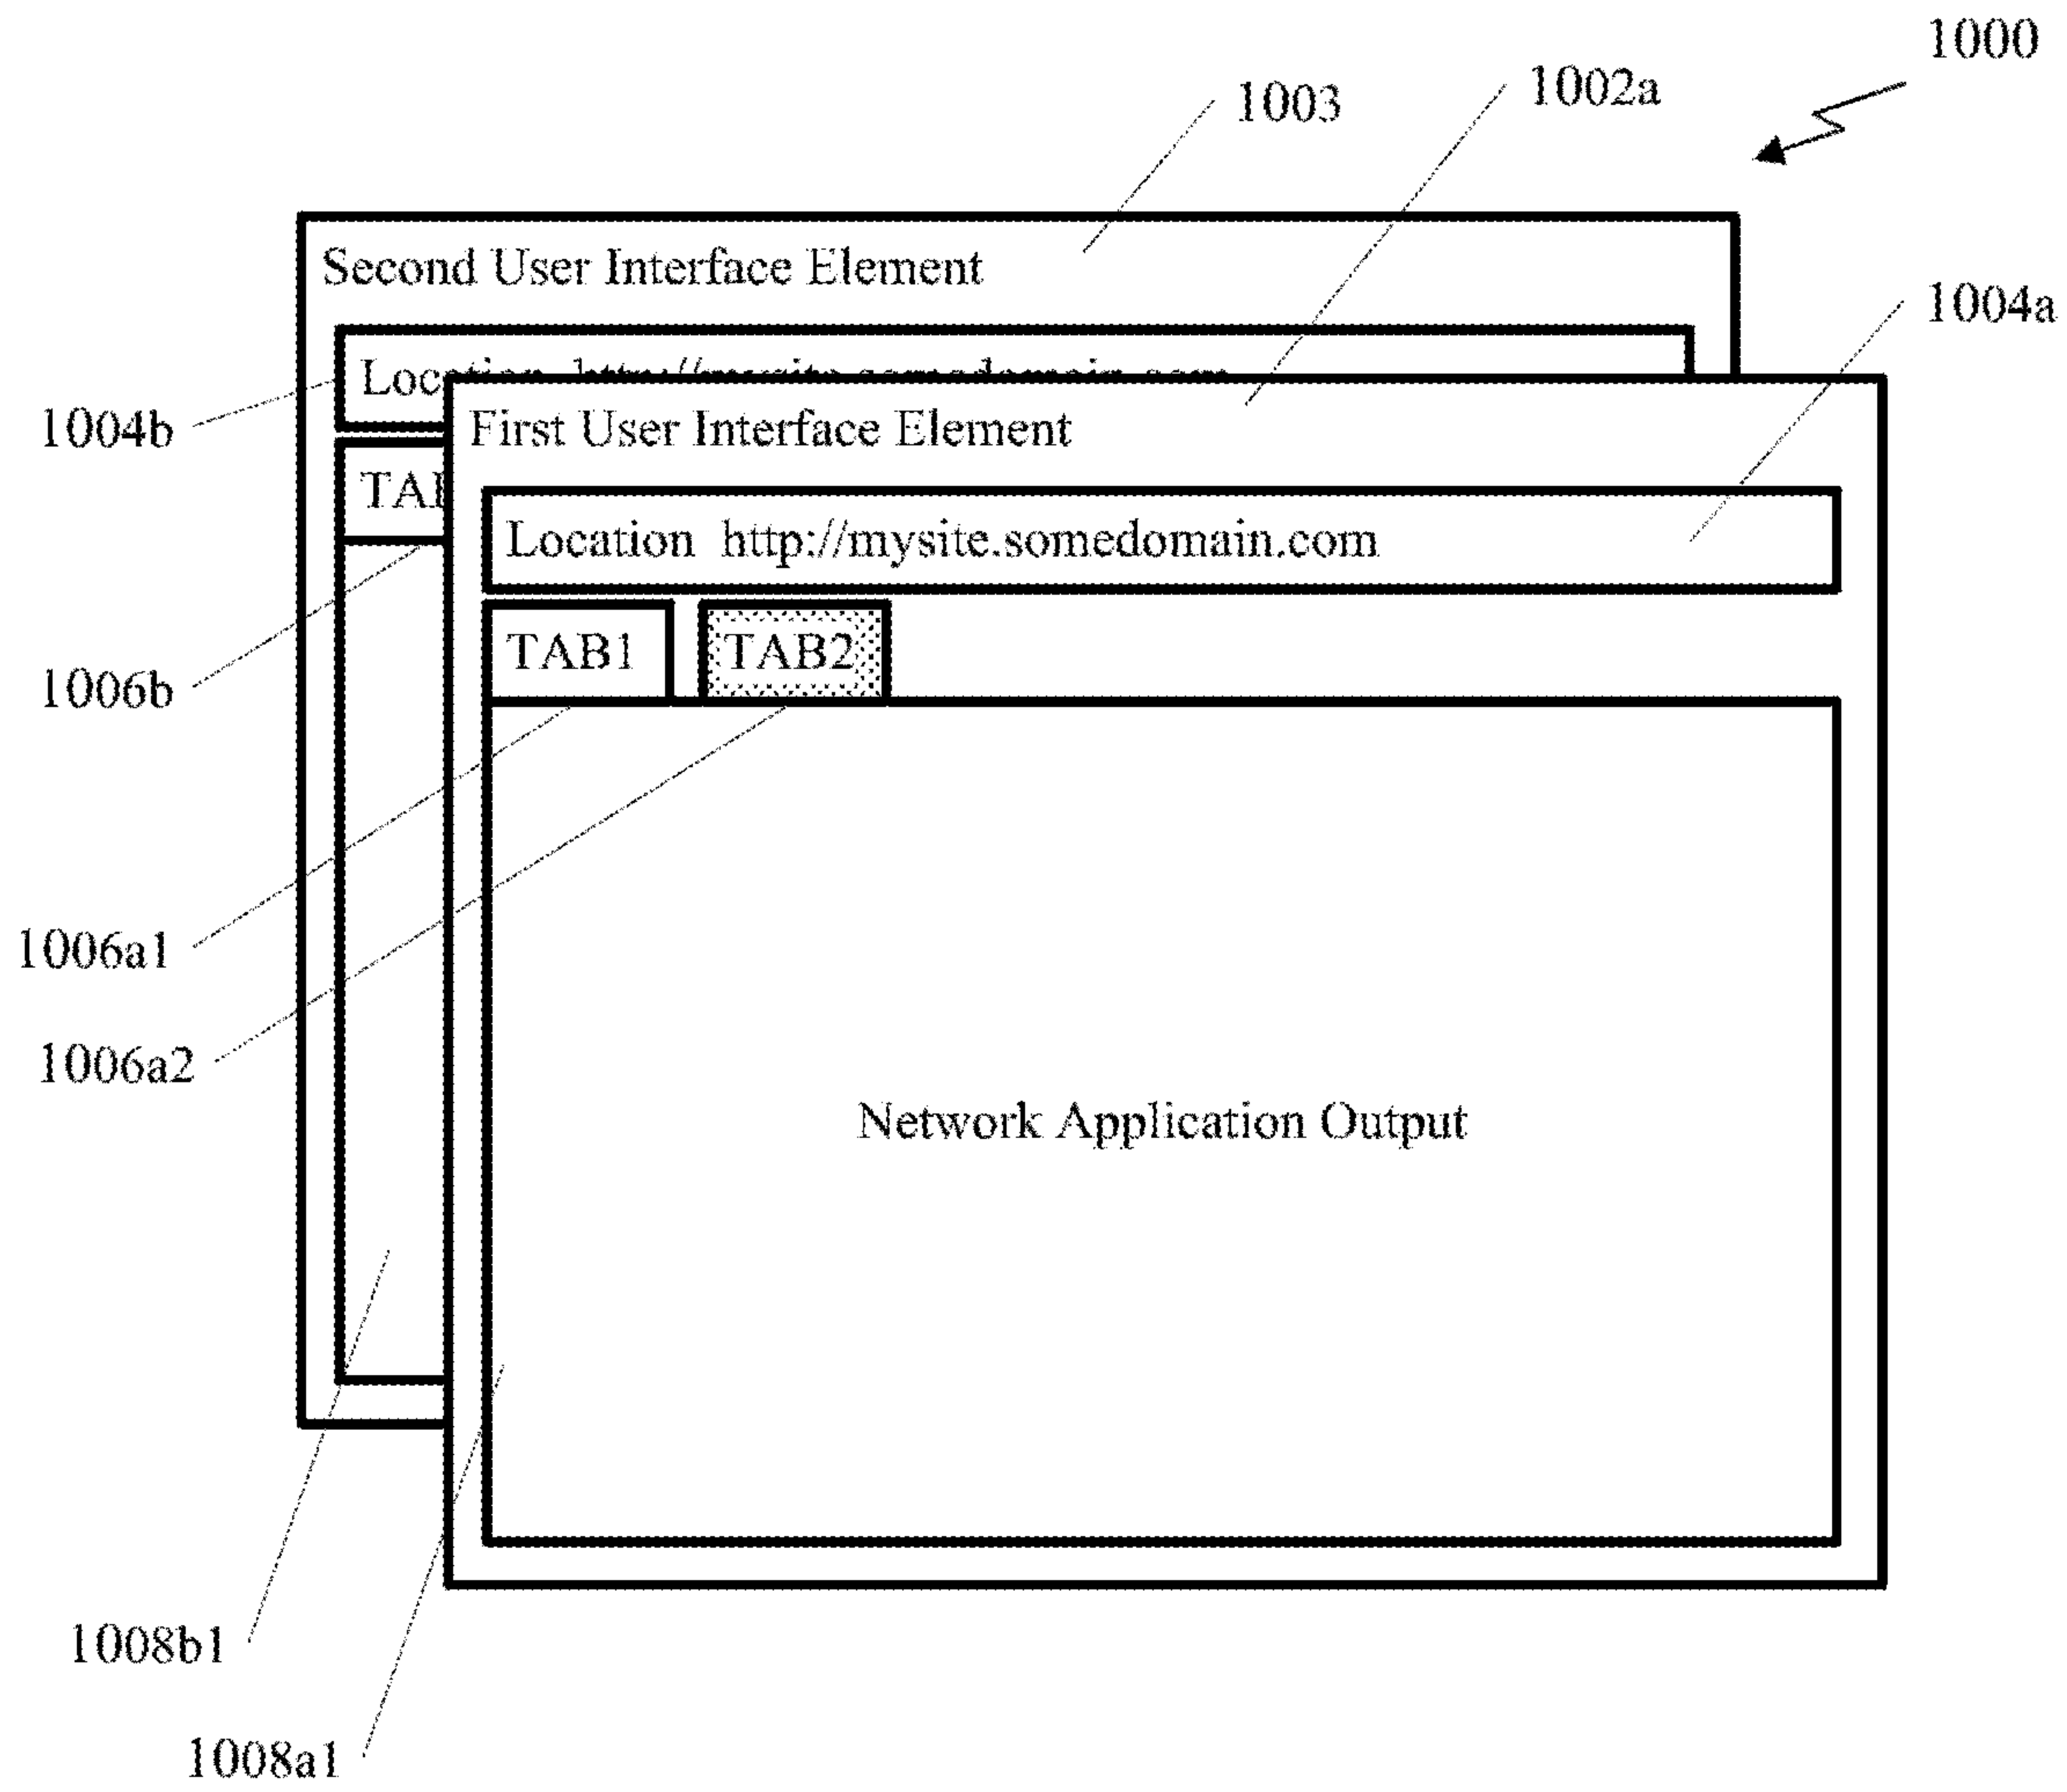 1000
1003
1002a
Second User Interface Element
1004a
1004b
First User Interface Element
Location http://mysite.somedomain.com
TAB1 TAB2
1006b
1006a1
1006a2
Network Application Output
1008b1
1008a1